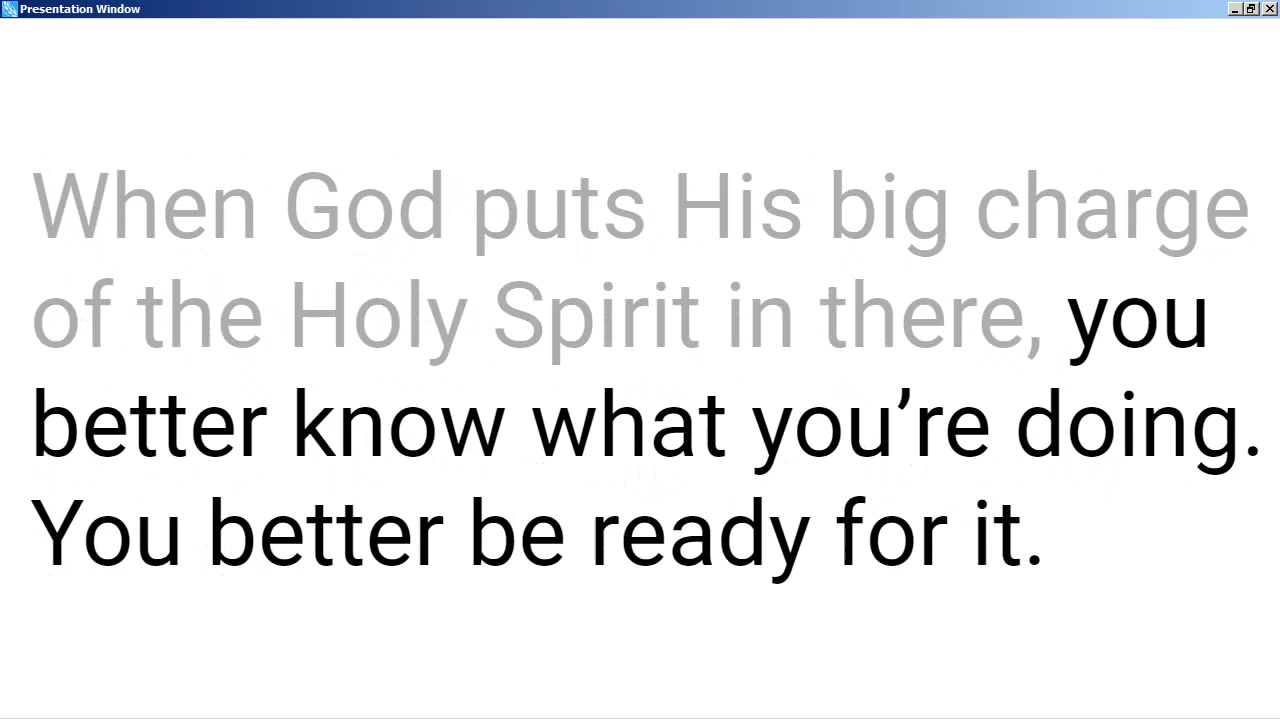 Presentation Window
When God puts His big charge
of the Holy Spirit in there, you
better know what you’re doing.
You better be ready for it.